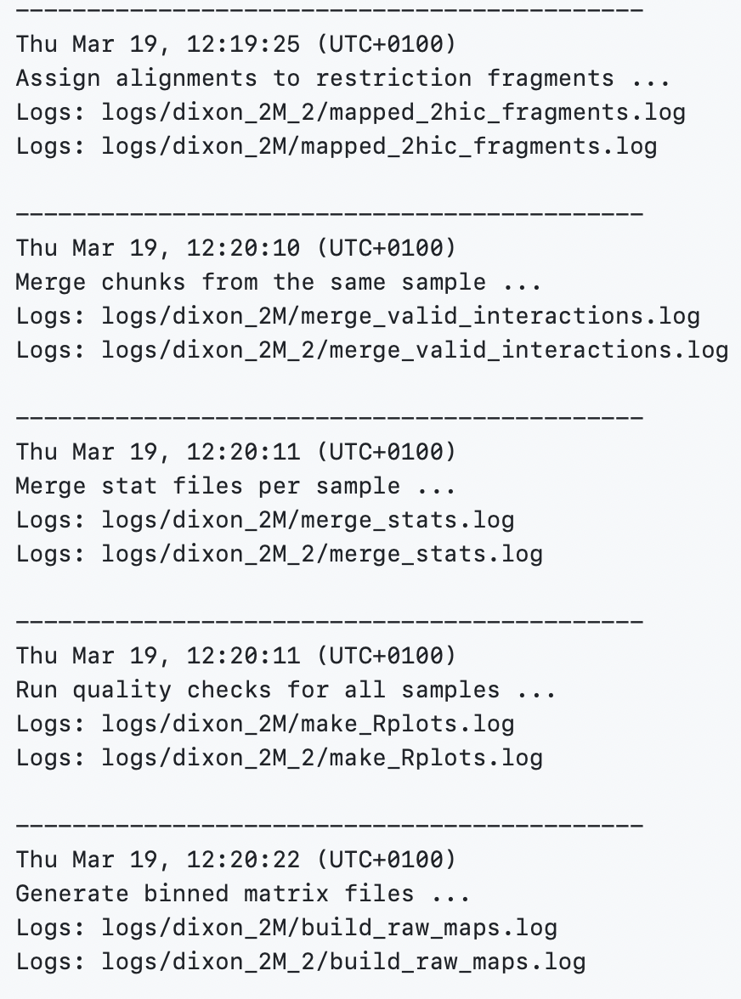 --------------------------------------------
Thu Mar 19, 12:19:25 (UTC+0100)
Assign alignments to restriction fragments ...
Logs: logs/dixon_2M_2/mapped_2hic_fragments.log
Logs: logs/dixon_2M/mapped_2hic_fragments.log
--------------------------------------------
Thu Mar 19, 12:20:10 (UTC+0100)
Merge chunks from the same sample ...
Logs: logs/dixon_2M/merge_valid_interactions.log
Logs: logs/dixon_2M_2/merge_valid_interactions.log
--------------------------------------------
Thu Mar 19, 12:20:11 (UTC+0100)
Merge stat files per sample ...
Logs: logs/dixon_2M/merge_stats.log
Logs: logs/dixon_2M_2/merge_stats.log
--------------------------------------------
Thu Mar 19, 12:20:11 (UTC+0100)
Run quality checks for all samples ...
Logs: logs/dixon_2M/make_Rplots.log
Logs: logs/dixon_2M_2/make_Rplots.log
--------------------------------------------
Thu Mar 19, 12:20:22 (UTC+0100)
Generate binned matrix files ...
Logs: logs/dixon_2M/build_raw_maps.log
Logs: logs/dixon_2M_2/build_raw_maps.log